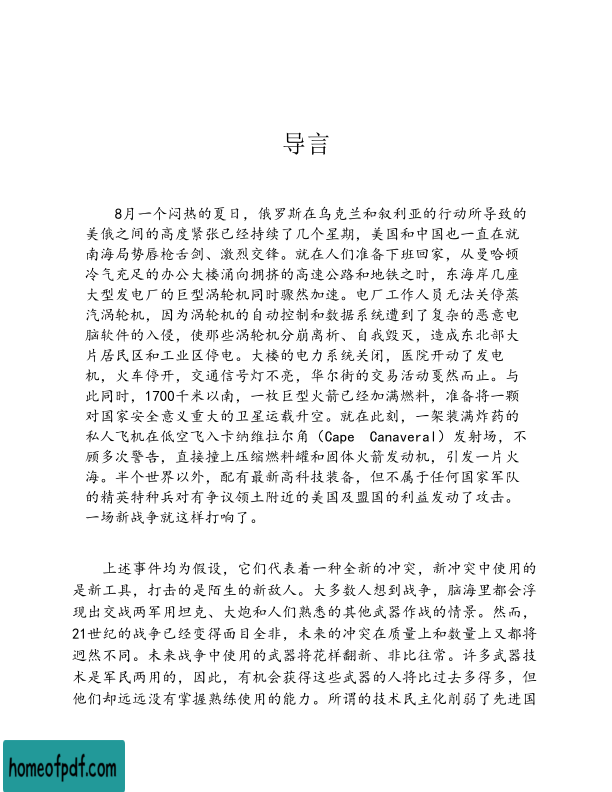 导言
8月一个闷热的夏日，俄罗斯在乌克兰和叙利亚的行动所导致的
美俄之间的高度紧张已经持续了几个星期，美国和中国也一直在就
南海局势唇枪舌剑、激烈交锋。就在人们准备下班回家，从曼哈顿
冷气充足的办公大楼涌向拥挤的高速公路和地铁之时，东海岸几座
大型发电厂的巨型涡轮机同时骤然加速。电厂工作人员无法关停蒸
汽涡轮机，因为涡轮机的自动控制和数据系统遭到了复杂的恶意电
脑软件的入侵，使那些涡轮机分崩离析、自我毁灭，造成东北部大
片居民区和工业区停电。大楼的电力系统关闭，医院开动了发电
机，火车停开，交通信号灯不亮，华尔街的交易活动戛然而止。与
此同时，1700千米以南，一枚巨型火箭已经加满燃料，准备将一颗
对国家安全意义重大的卫星运载升空。就在此刻，一架装满炸药的
私人飞机在低空飞入卡纳维拉尔角（Cape Canaveral）发射场，不
顾多次警告，直接撞上压缩燃料罐和固体火箭发动机，引发一片火
海。半个世界以外，配有最新高科技装备，但不属于任何国家军队
的精英特种兵对有争议领土附近的美国及盟国的利益发动了攻击。
一场新战争就这样打响了。
上述事件均为假设，它们代表着一种全新的冲突，新冲突中使用的
是新工具，打击的是陌生的新敌人。大多数人想到战争，脑海里都会浮
现出交战两军用坦克、大炮和人们熟悉的其他武器作战的情景。然而，
21世纪的战争已经变得面目全非，未来的冲突在质量上和数量上又都将
迥然不同。未来战争中使用的武器将花样翻新、非比往常。许多武器技
术是军民两用的，因此，有机会获得这些武器的人将比过去多得多，但
他们却远远没有掌握熟练使用的能力。所谓的技术民主化削弱了先进国
homeofpdf.com